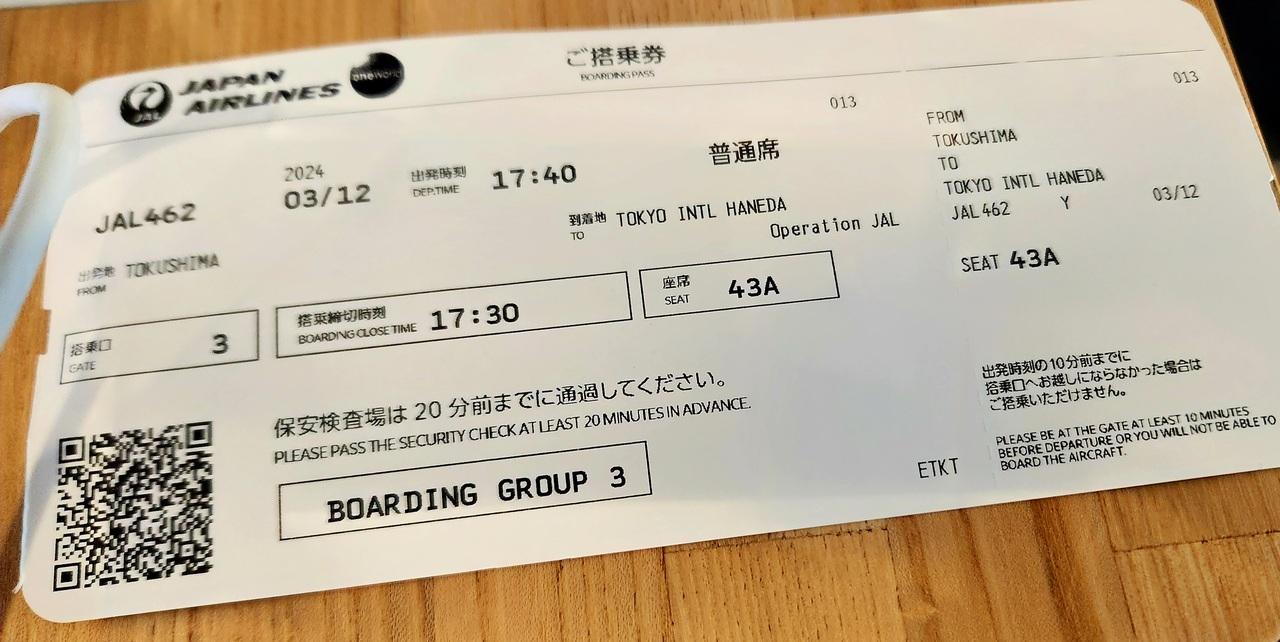 JAL
JAPAN
AIRLINES
oneworld
ご搭乗券
BOARDING PASS
013
JAL462
2024
03/12
出発時刻
DEP.TIME
17:40
普通席
出発地
FROM
TOKUSHIMA
到着地
TO
TOKYO INTL HANEDA
Operation JAL
搭乗口
GATE
3
搭乗締切時刻
BOARDING CLOSE TIME
17:30
座席
SEAT
43A
保安検査場は 20 分前までに通過してください。
PLEASE PASS THE SECURITY CHECK AT LEAST 20 MINUTES IN ADVANCE.
BOARDING GROUP 3
ETKT
013
FROM
TOKUSHIMA
TO
TOKYO INTL HANEDA
JAL462 Y 03/12
SEAT 43A
出発時刻の10分前までに
搭乗口へお越しにならなかった場合は
ご搭乗いただけません。
PLEASE BE AT THE GATE AT LEAST 10 MINUTES
BEFORE DEPARTURE OR YOU WILL NOT BE ABLE TO
BOARD THE AIRCRAFT.